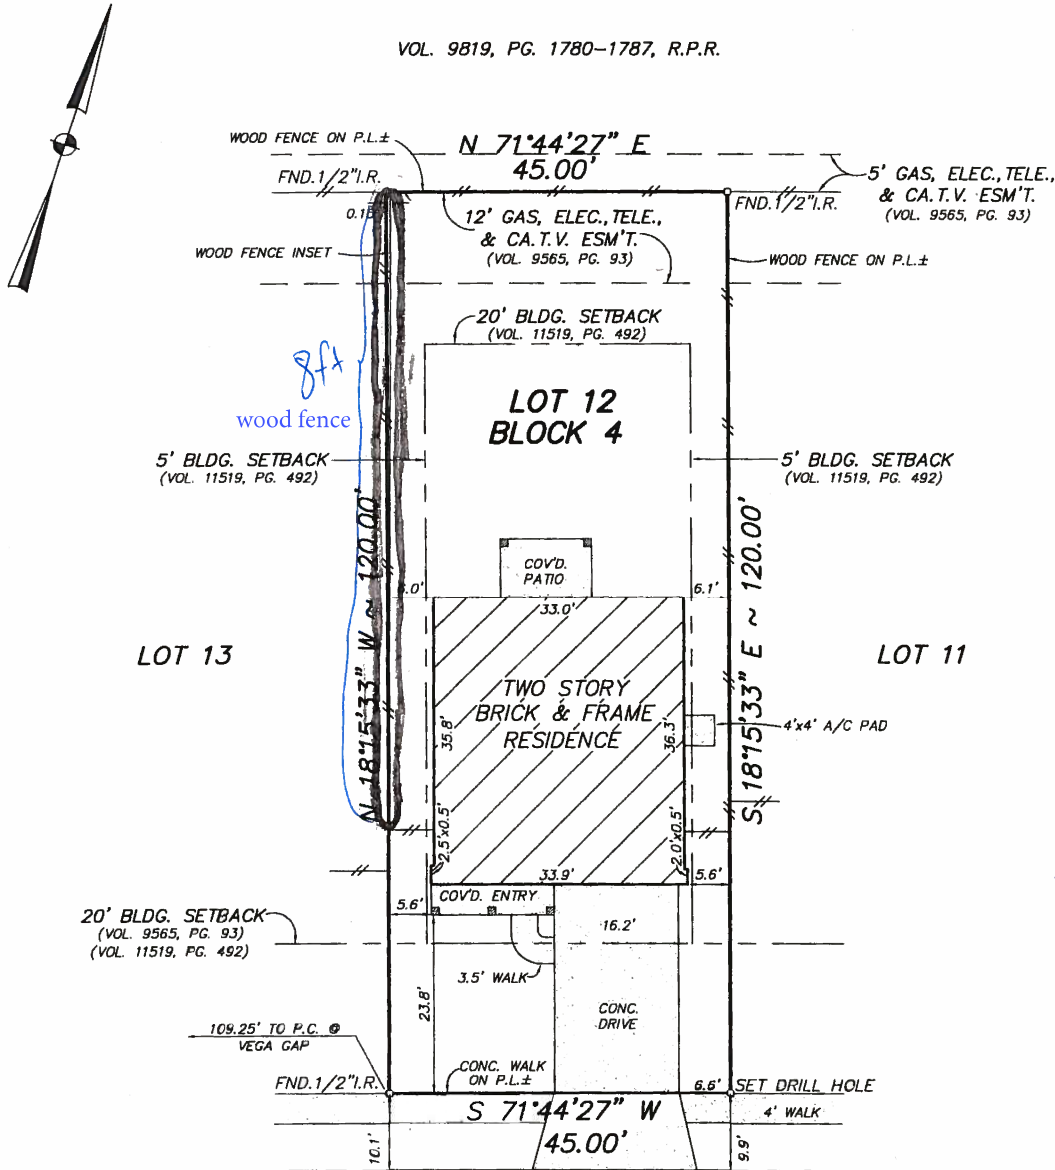 VOL. 9819, PG. 1780-1787, R.P.R.
WOOD FENCE ON P.L.±
N 71°44'27" E
45.00'
FND.1/2"I.R.
5' GAS, ELEC., TELE.,
& CA.T.V. ESM'T.
(VOL. 9565, PG. 93)
FND.1/2"I.R.
12' GAS, ELEC., TELE.,
& CA.T.V. ESM'T.
(VOL. 9565, PG. 93)
WOOD FENCE INSET
WOOD FENCE ON P.L.±
20' BLDG. SETBACK
(VOL. 11519, PG. 492)
8ft
wood fence
LOT 12
BLOCK 4
5' BLDG. SETBACK
(VOL. 11519, PG. 492)
5' BLDG. SETBACK
(VOL. 11519, PG. 492)
N 18°15'33" W ~ 120.00'
S 18°15'33" E ~ 120.00'
COV'D.
PATIO
6.0'
33.0'
6.1'
LOT 13
LOT 11
TWO STORY
BRICK & FRAME
RESIDENCE
35.8'
36.3'
4'x4' A/C PAD
2.5'x0.5'
2.0'x0.5'
33.9'
5.6'
COV'D. ENTRY
5.6'
20' BLDG. SETBACK
(VOL. 9565, PG. 93)
(VOL. 11519, PG. 492)
16.2'
3.5' WALK
23.8'
CONC.
DRIVE
109.25' TO P.C. @
VEGA GAP
CONC. WALK
ON P.L.±
FND.1/2"I.R.
6.6'
SET DRILL HOLE
S 71°44'27" W
45.00'
4' WALK
10.1'
9.9'